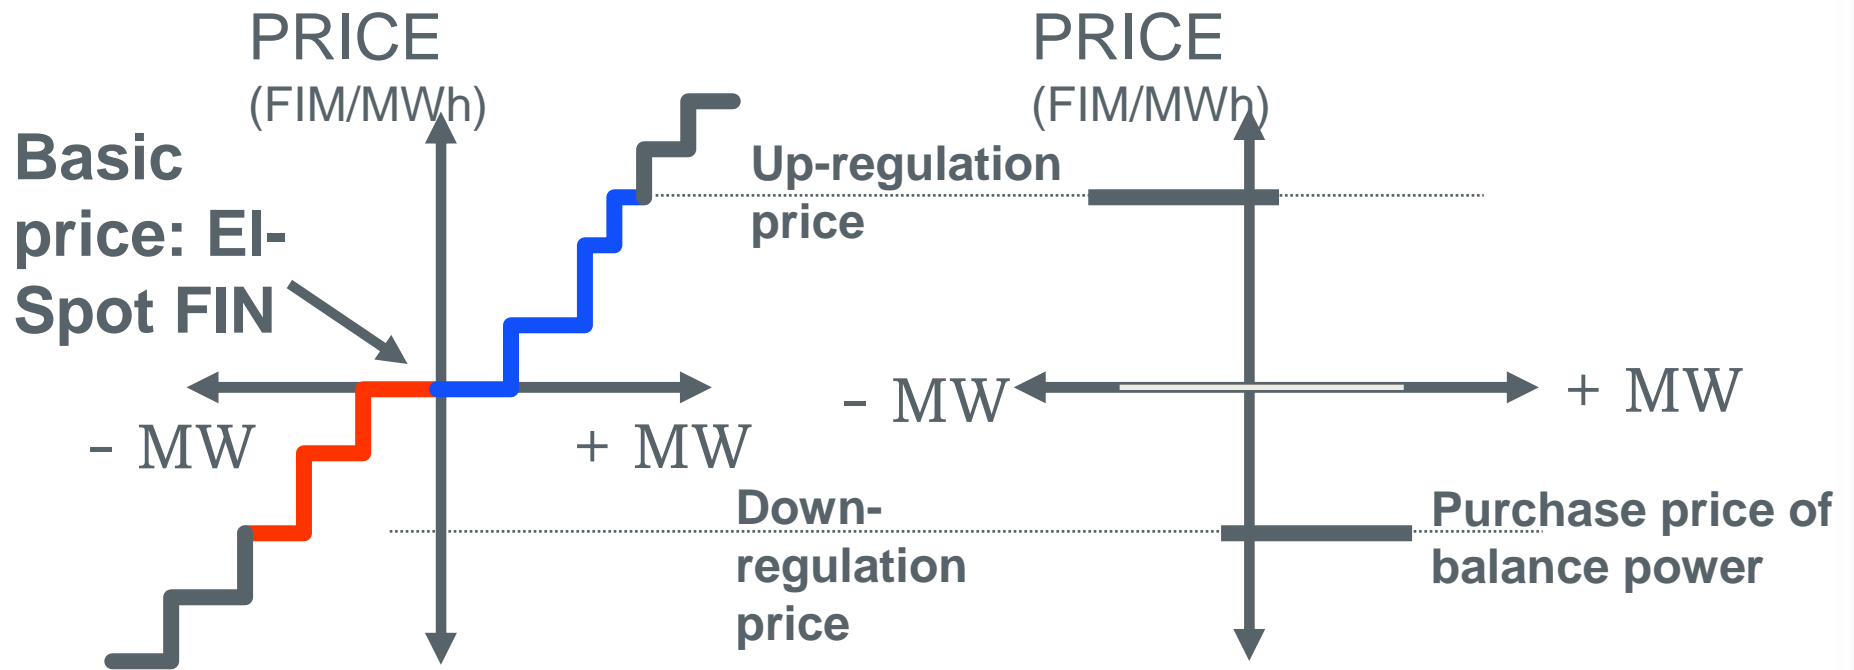 PRICE
(FIM/MWh)
PRICE
(FIM/MWh)
Basic
price: El-
Spot FIN
Up-regulation
price
- MW
+ MW
- MW
+ MW
Down-
regulation
price
Purchase price of
balance power